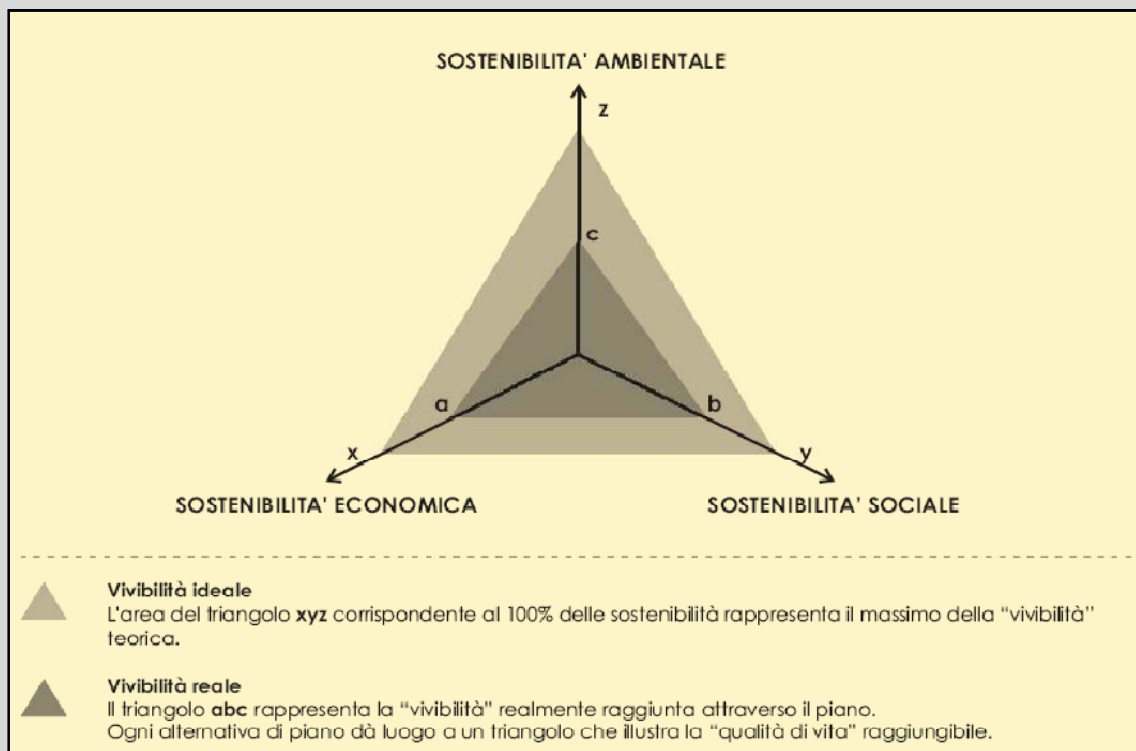 SOSTENIBILITA' AMBIENTALE
z
c
a
b
x
y
SOSTENIBILITA' ECONOMICA
SOSTENIBILITA' SOCIALE
Vivibilità ideale
L'area del triangolo xyz corrispondente al 100% delle sostenibilità rappresenta il massimo della “vivibilità”
teorica.
Vivibilità reale
Il triangolo abc rappresenta la “vivibilità” realmente raggiunta attraverso il piano.
Ogni alternativa di piano dà luogo a un triangolo che illustra la “qualità di vita” raggiungibile.